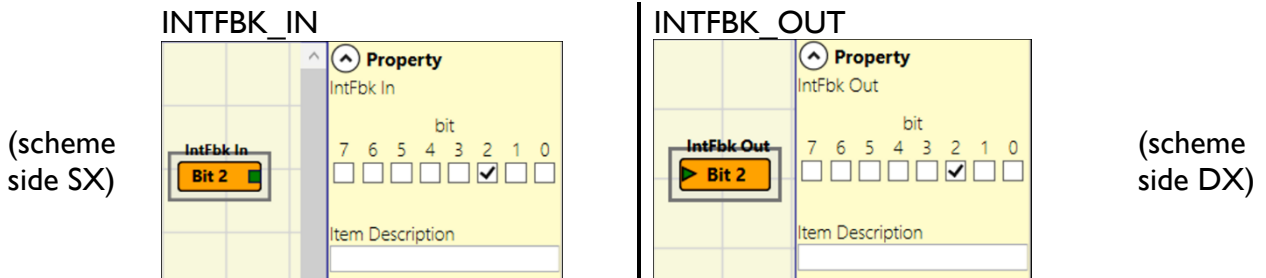 INTFBK_IN
Property
IntFbk In
bit
7 6 5 4 3 2 1 0
Item Description
(scheme
side SX)
IntFbk In
Bit 2
INTFBK_OUT
Property
IntFbk Out
bit
7 6 5 4 3 2 1 0
Item Description
IntFbk Out
Bit 2
(scheme
side DX)